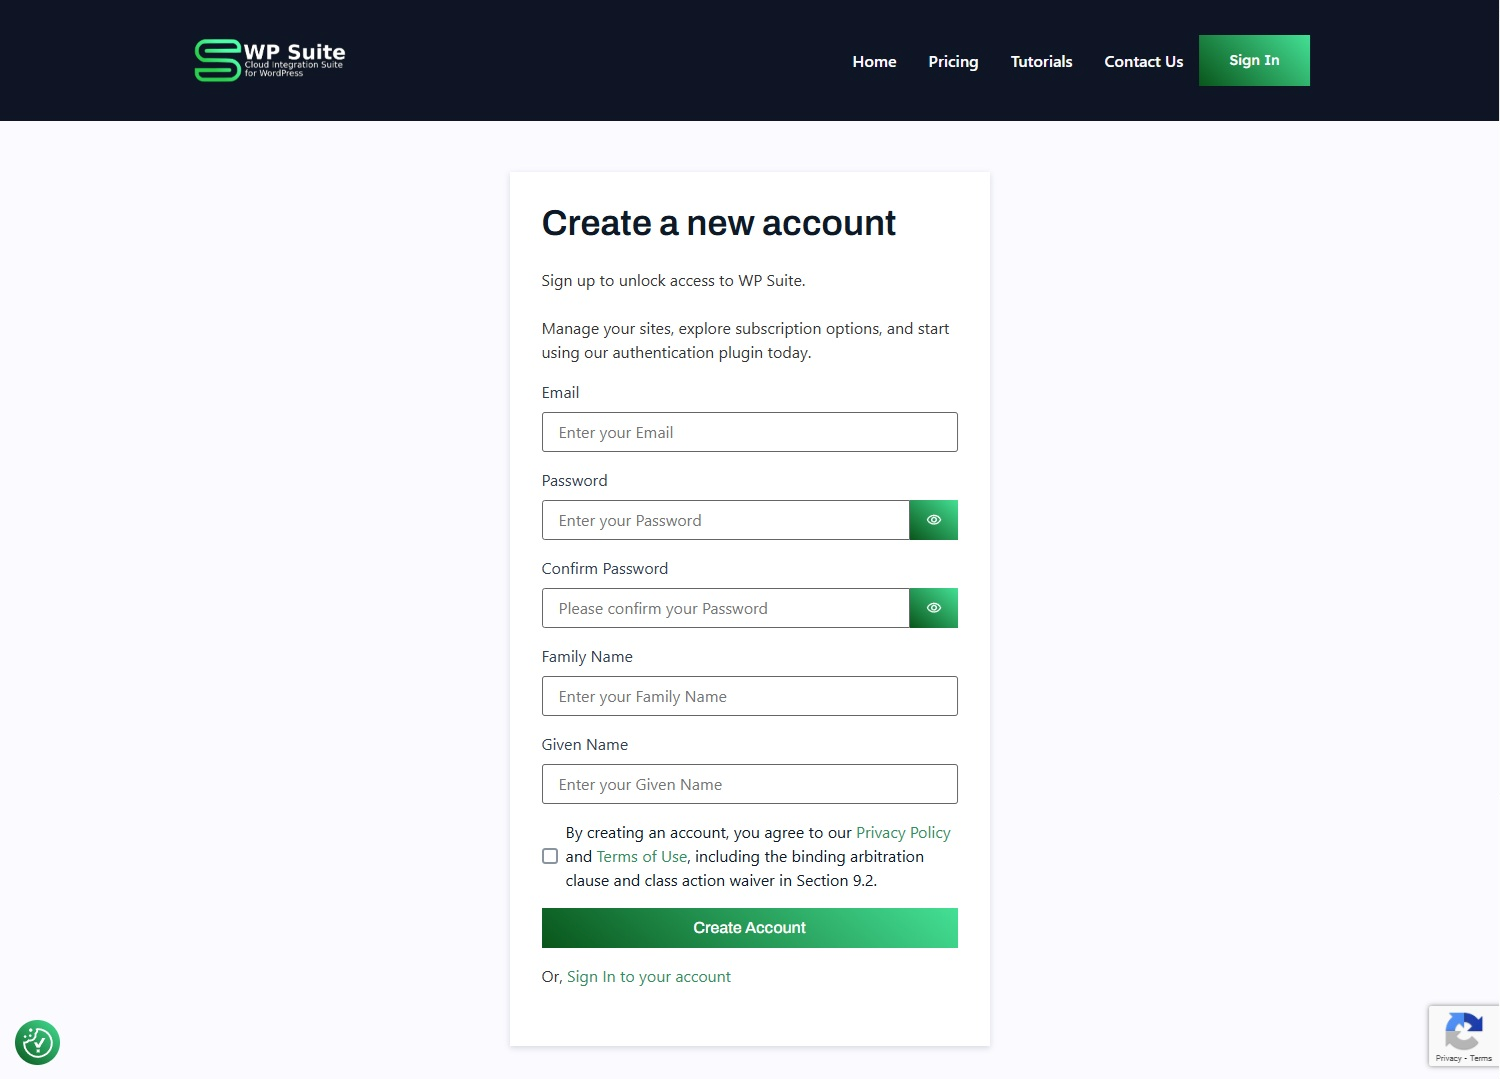 WP Suite
Cloud Integration Suite
for WordPress
Home
Pricing
Tutorials
Contact Us
Sign In
Create a new account
Sign up to unlock access to WP Suite.
Manage your sites, explore subscription options, and start
using our authentication plugin today.
Email
Enter your Email
Password
Enter your Password
Confirm Password
Please confirm your Password
Family Name
Enter your Family Name
Given Name
Enter your Given Name
By creating an account, you agree to our Privacy Policy
and Terms of Use, including the binding arbitration
clause and class action waiver in Section 9.2.
Create Account
Or, Sign In to your account
Privacy - Terms